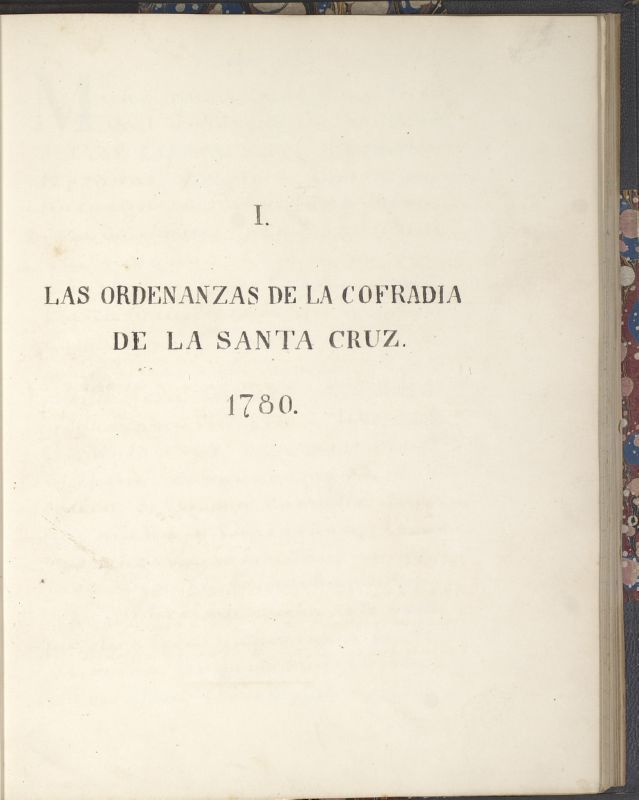 I.
LAS ORDENANZAS DE LA COFRADIA
DE LA SANTA CRUZ.
1780.